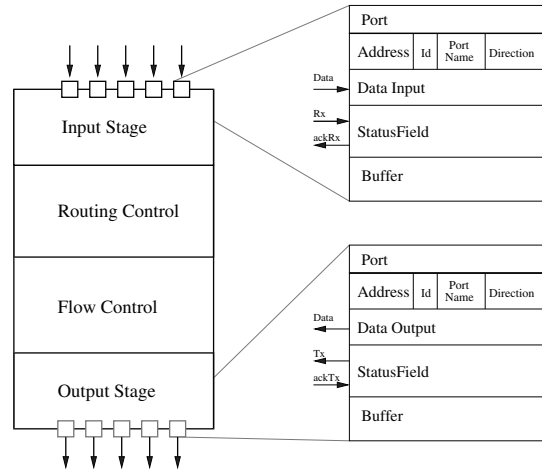 Input Stage
Routing Control
Flow Control
Output Stage
Port
Address Id Port Name Direction
Data
Data Input
Rx
ackRx
StatusField
Buffer
Port
Address Id Port Name Direction
Data
Data Output
Tx
ackTx
StatusField
Buffer